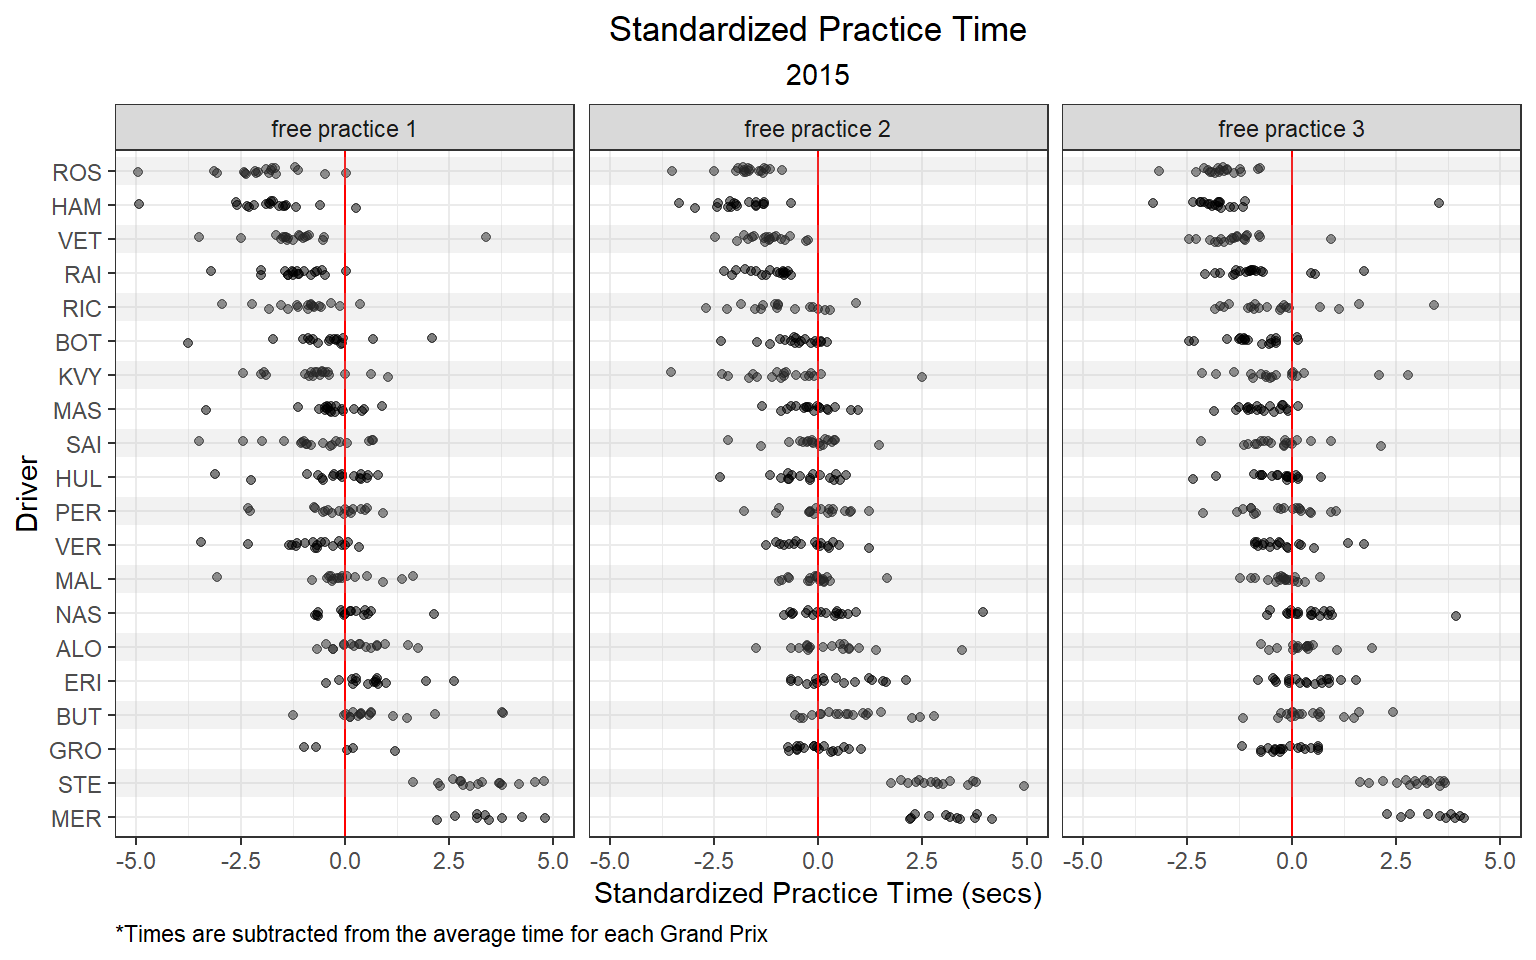 Standardized Practice Time
2015
free practice 1 free practice 2 free practice 3
Driver
ROS
HAM
VET
RAI
RIC
BOT
KVY
MAS
SAI
HUL
PER
VER
MAL
NAS
ALO
ERI
BUT
GRO
STE
MER
-5.0 -2.5 0.0 2.5 5.0 -5.0 -2.5 0.0 2.5 5.0 -5.0 -2.5 0.0 2.5 5.0
Standardized Practice Time (secs)
*Times are subtracted from the average time for each Grand Prix